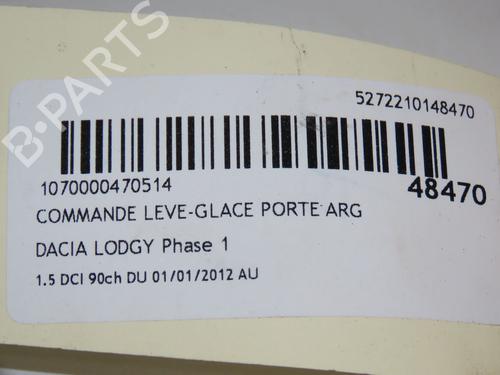 B-PARTS
5272210148470
1070000470514
48470
COMMANDE LEVE-GLACE PORTE ARG
DACIA LODGY Phase 1
1.5 DCI 90ch DU 01/01/2012 AU